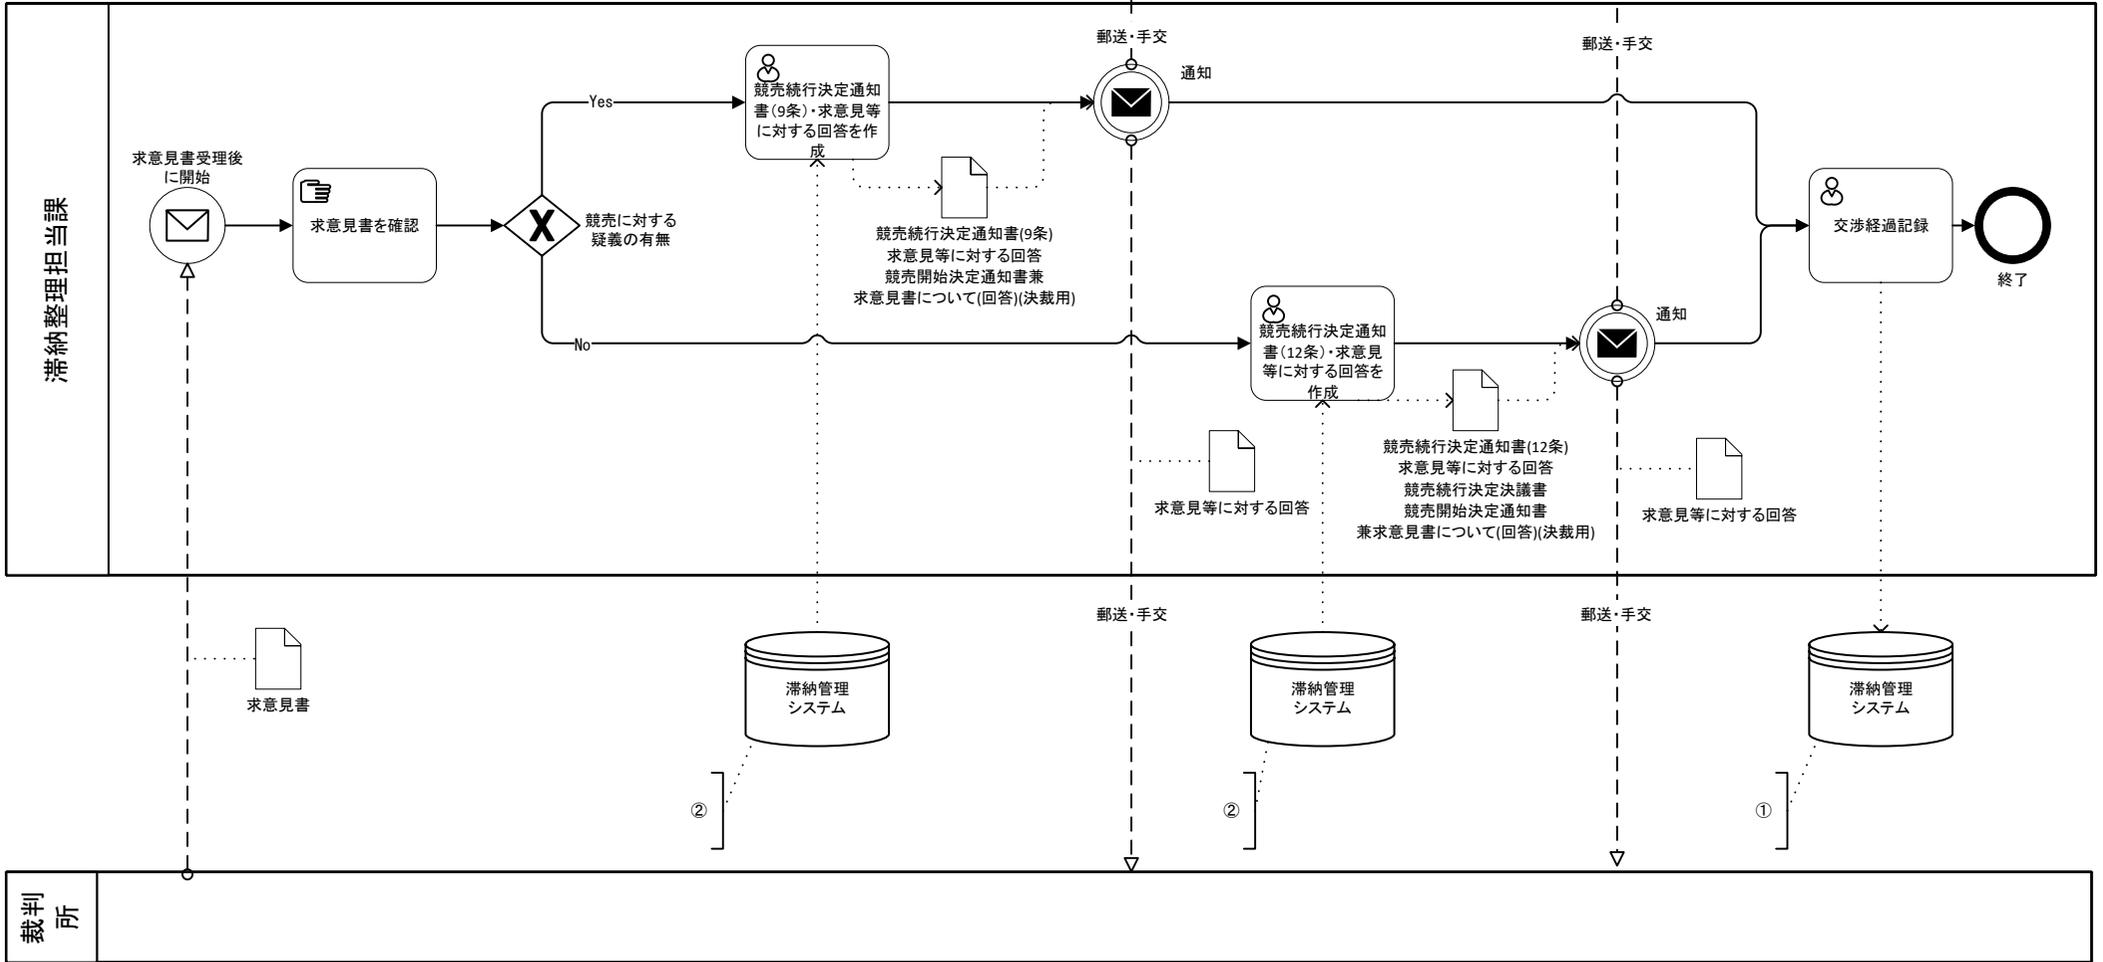 滞納整理担当課
求意見書受理後
に開始
求意見書を確認
競売に対する
疑義の有無
Yes
競売続行決定通知
書(9条)・求意見等
に対する回答を作
成
競売続行決定通知書(9条)
求意見等に対する回答
競売開始決定通知書兼
求意見書について(回答)(決裁用)
郵送・手交
通知
No
競売続行決定通知
書(12条)・求意見
等に対する回答を
作成
競売続行決定通知書(12条)
求意見等に対する回答
競売続行決定決議書
競売開始決定通知書
兼求意見書について(回答)(決裁用)
郵送・手交
通知
求意見等に対する回答
求意見等に対する回答
交渉経過記録
終了
求意見書
滞納管理
システム
②
郵送・手交
滞納管理
システム
②
郵送・手交
滞納管理
システム
①
裁判
所